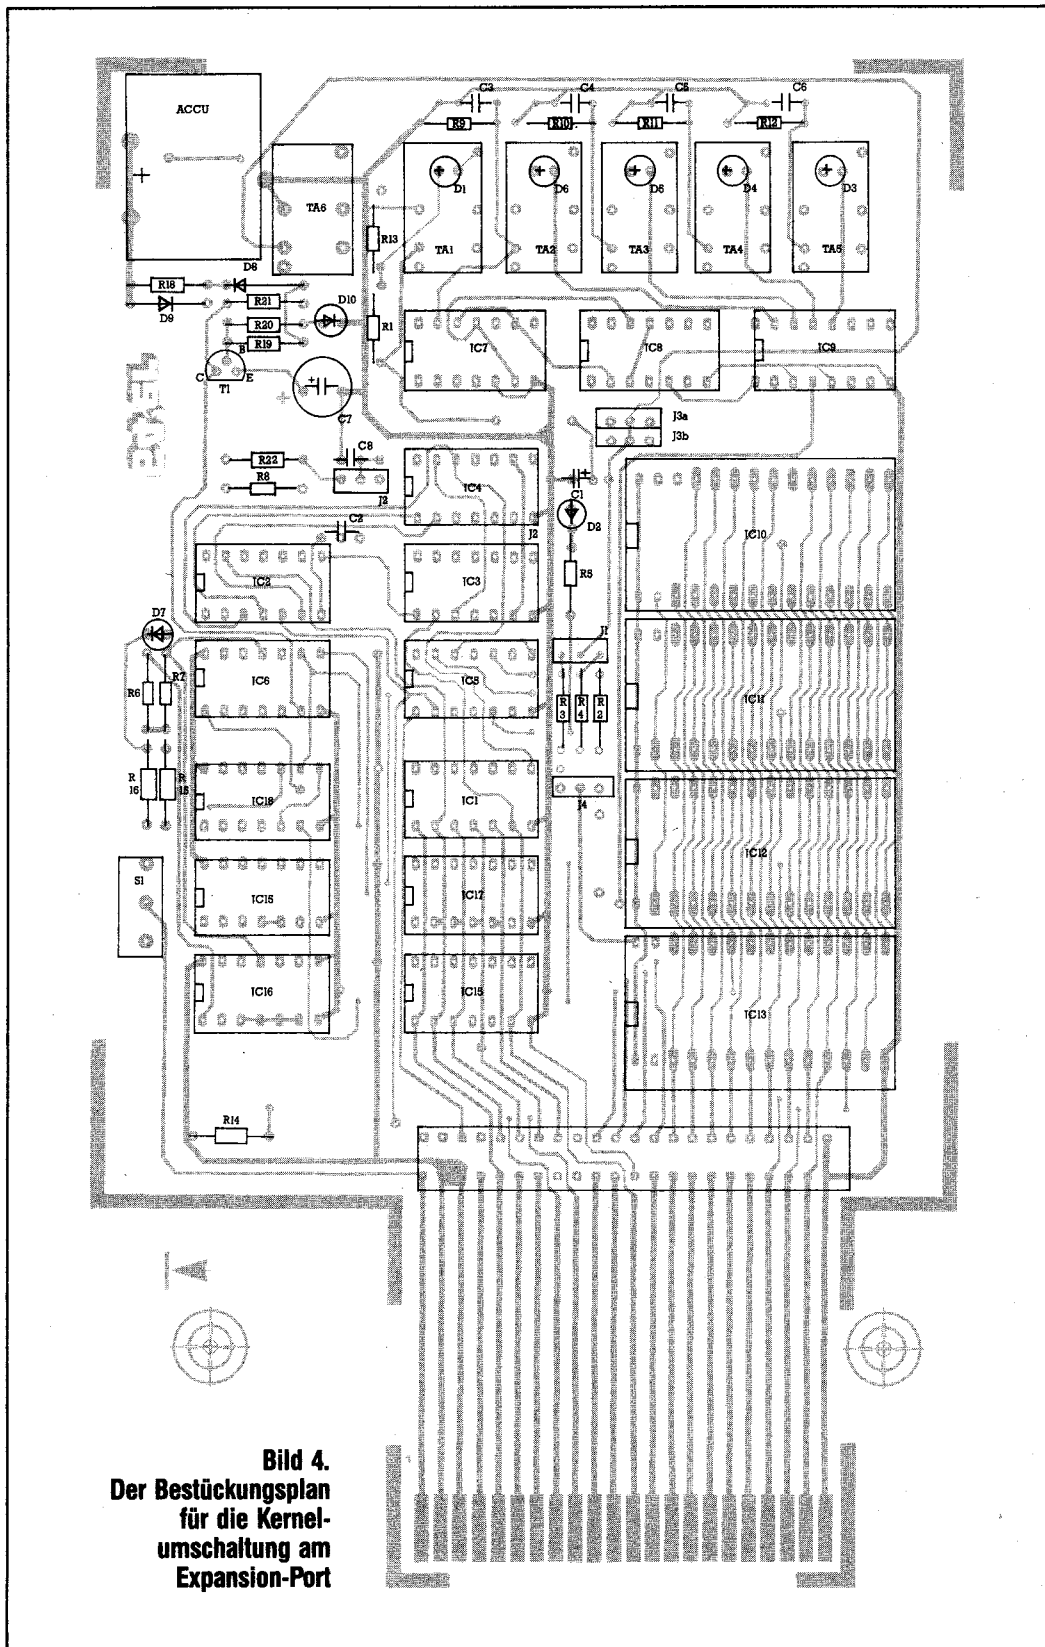 C3 C4 C5 C6
ACCU
R9 R10 R11 R12
+ + + + + +
D1 D6 D5 D4 D3
TA6
R13
TA1 TA2 TA3 TA4 TA5
D8
R18
R21
D10
D9
R20
R1
R19
B
IC7 IC8 IC9
C E
T1
+
C7
J3a
J3b
C8
R22
R8
J2
IC4
+
C1
D2
IC10
C2
J2
IC2 IC3
R5
D7
J1
R6 R7
IC6 IC5
R3 R4 R2
IC11
R16 R15
IC18 IC1
J4
IC12
S1
IC15 IC17
IC16 IC15
IC13
R14
Bild 4.
Der Bestückungsplan
für die Kernel-
umschaltung am
Expansion-Port